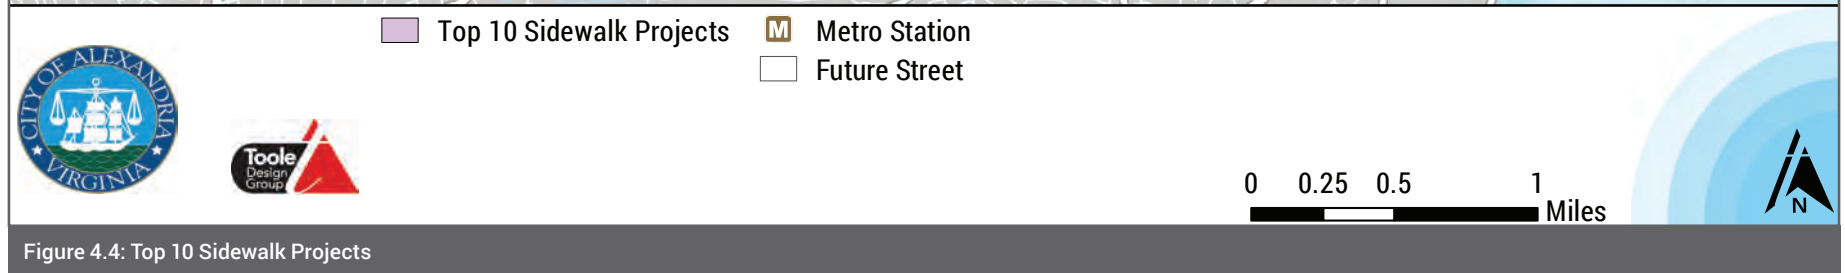 Top 10 Sidewalk Projects
M Metro Station
Future Street
CITY OF ALEXANDRIA
VIRGINIA
Toole
Design
Group
0 0.25 0.5 1
Miles
N
Figure 4.4: Top 10 Sidewalk Projects